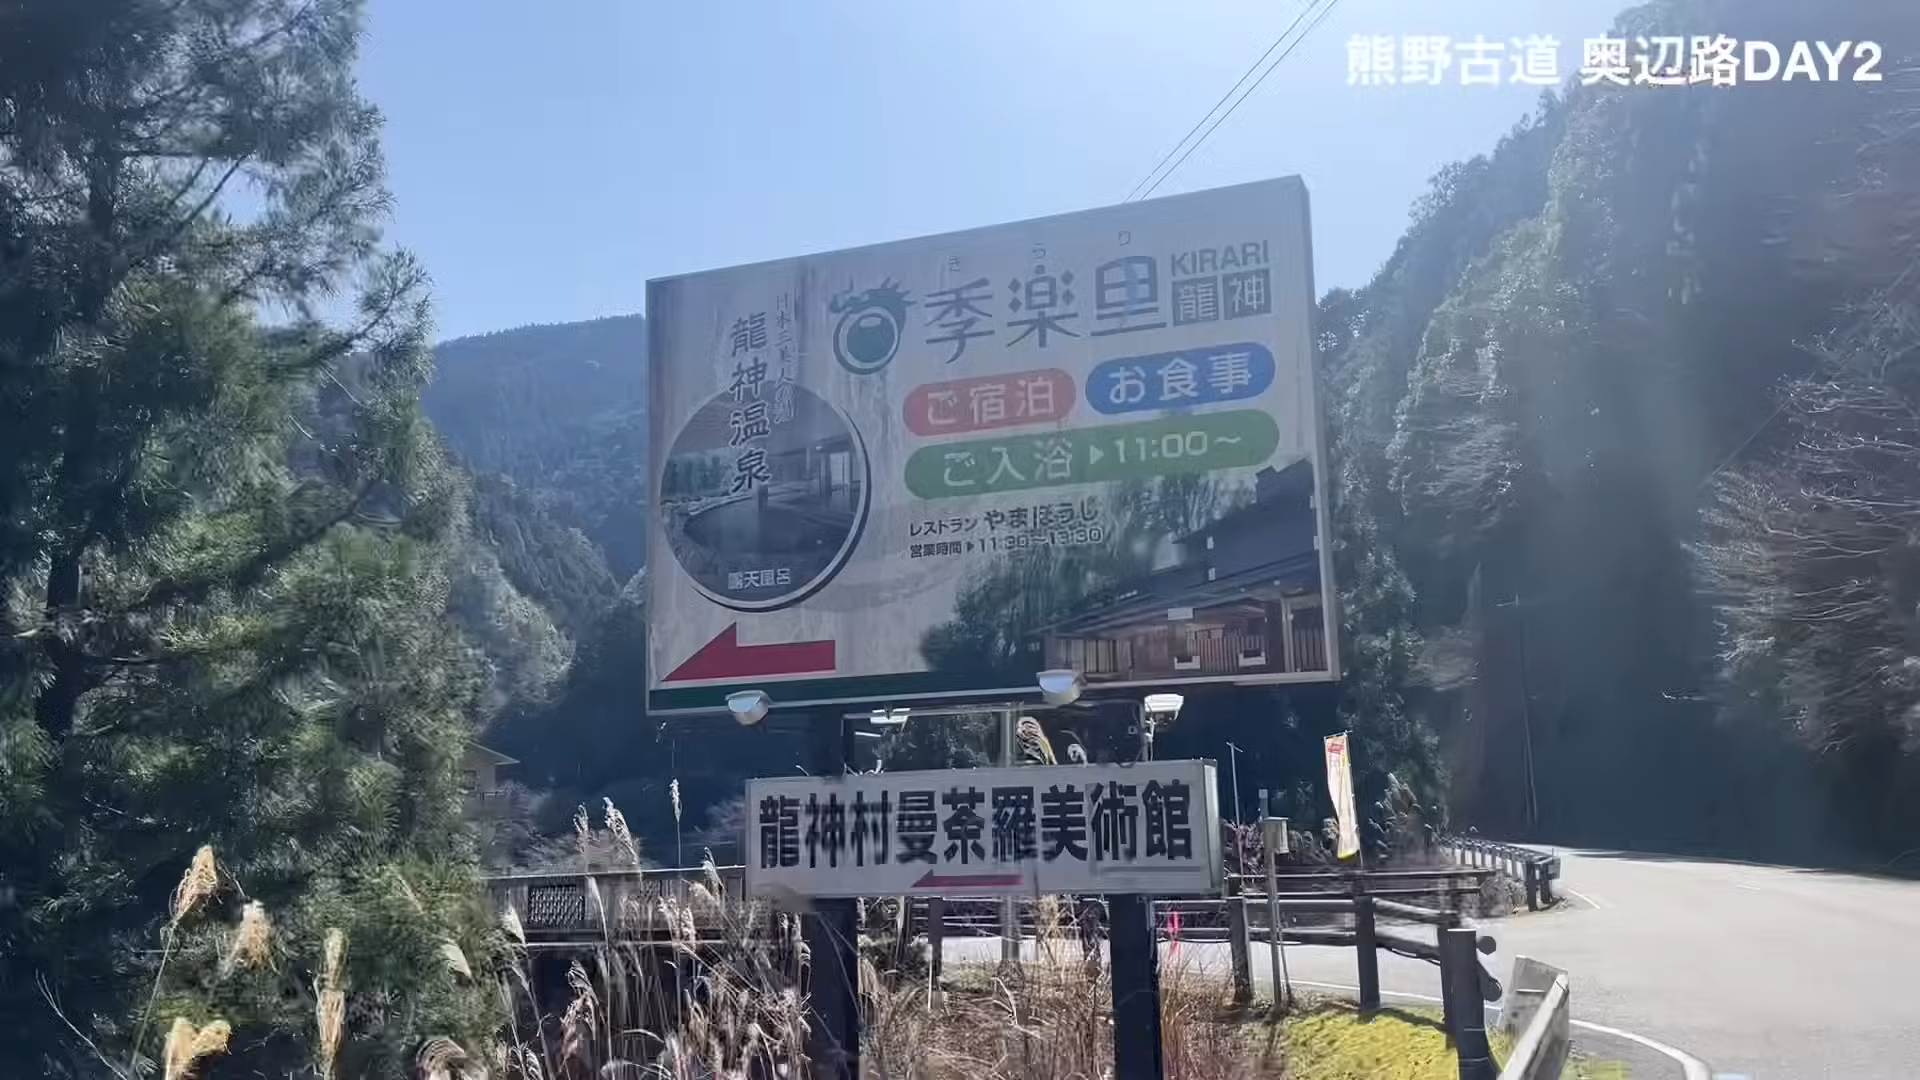 熊野古道 奥辺路DAY2
きらり
季楽里
KIRARI
龍神
日本三美人の湯
龍神温泉
ご宿泊
お食事
ご入浴▶11:00～
レストラン やまぼうし
営業時間▶11:30～13:30
露天風呂
龍神村曼荼羅美術館